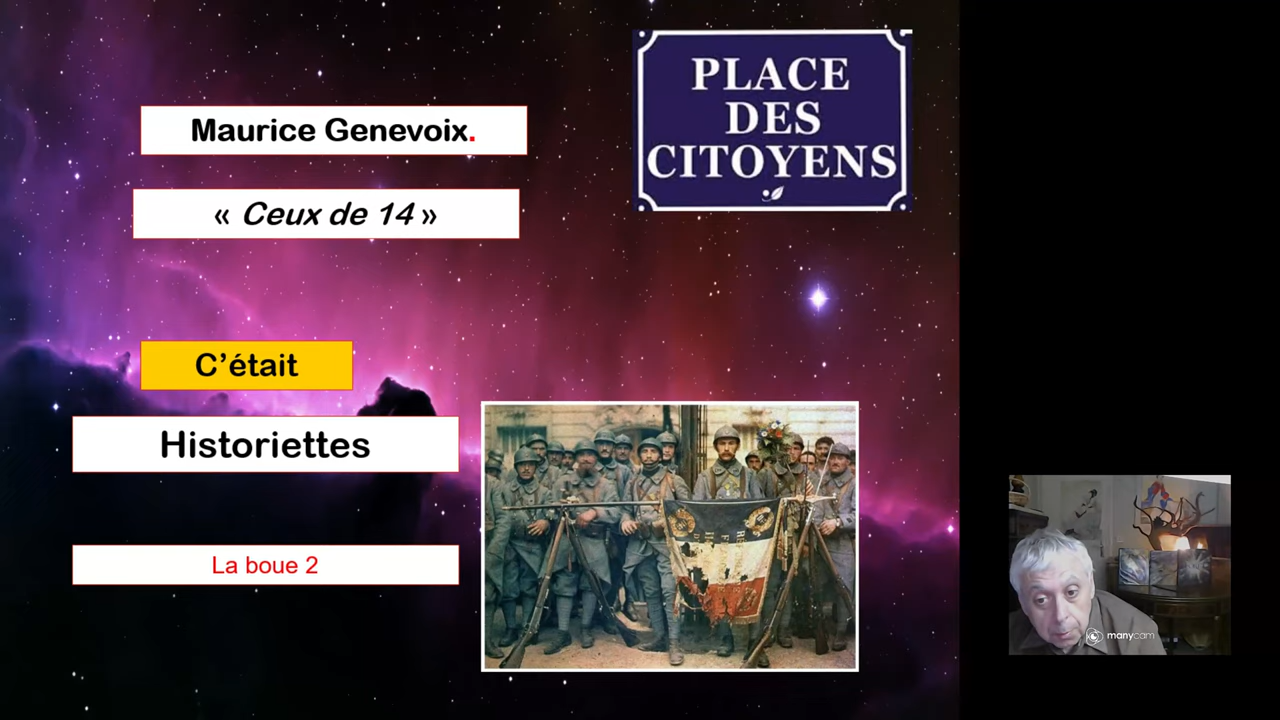 PLACE
DES
CITOYENS
Maurice Genevoix.
« Ceux de 14 »
C’était
Historiettes
La boue 2
manycam